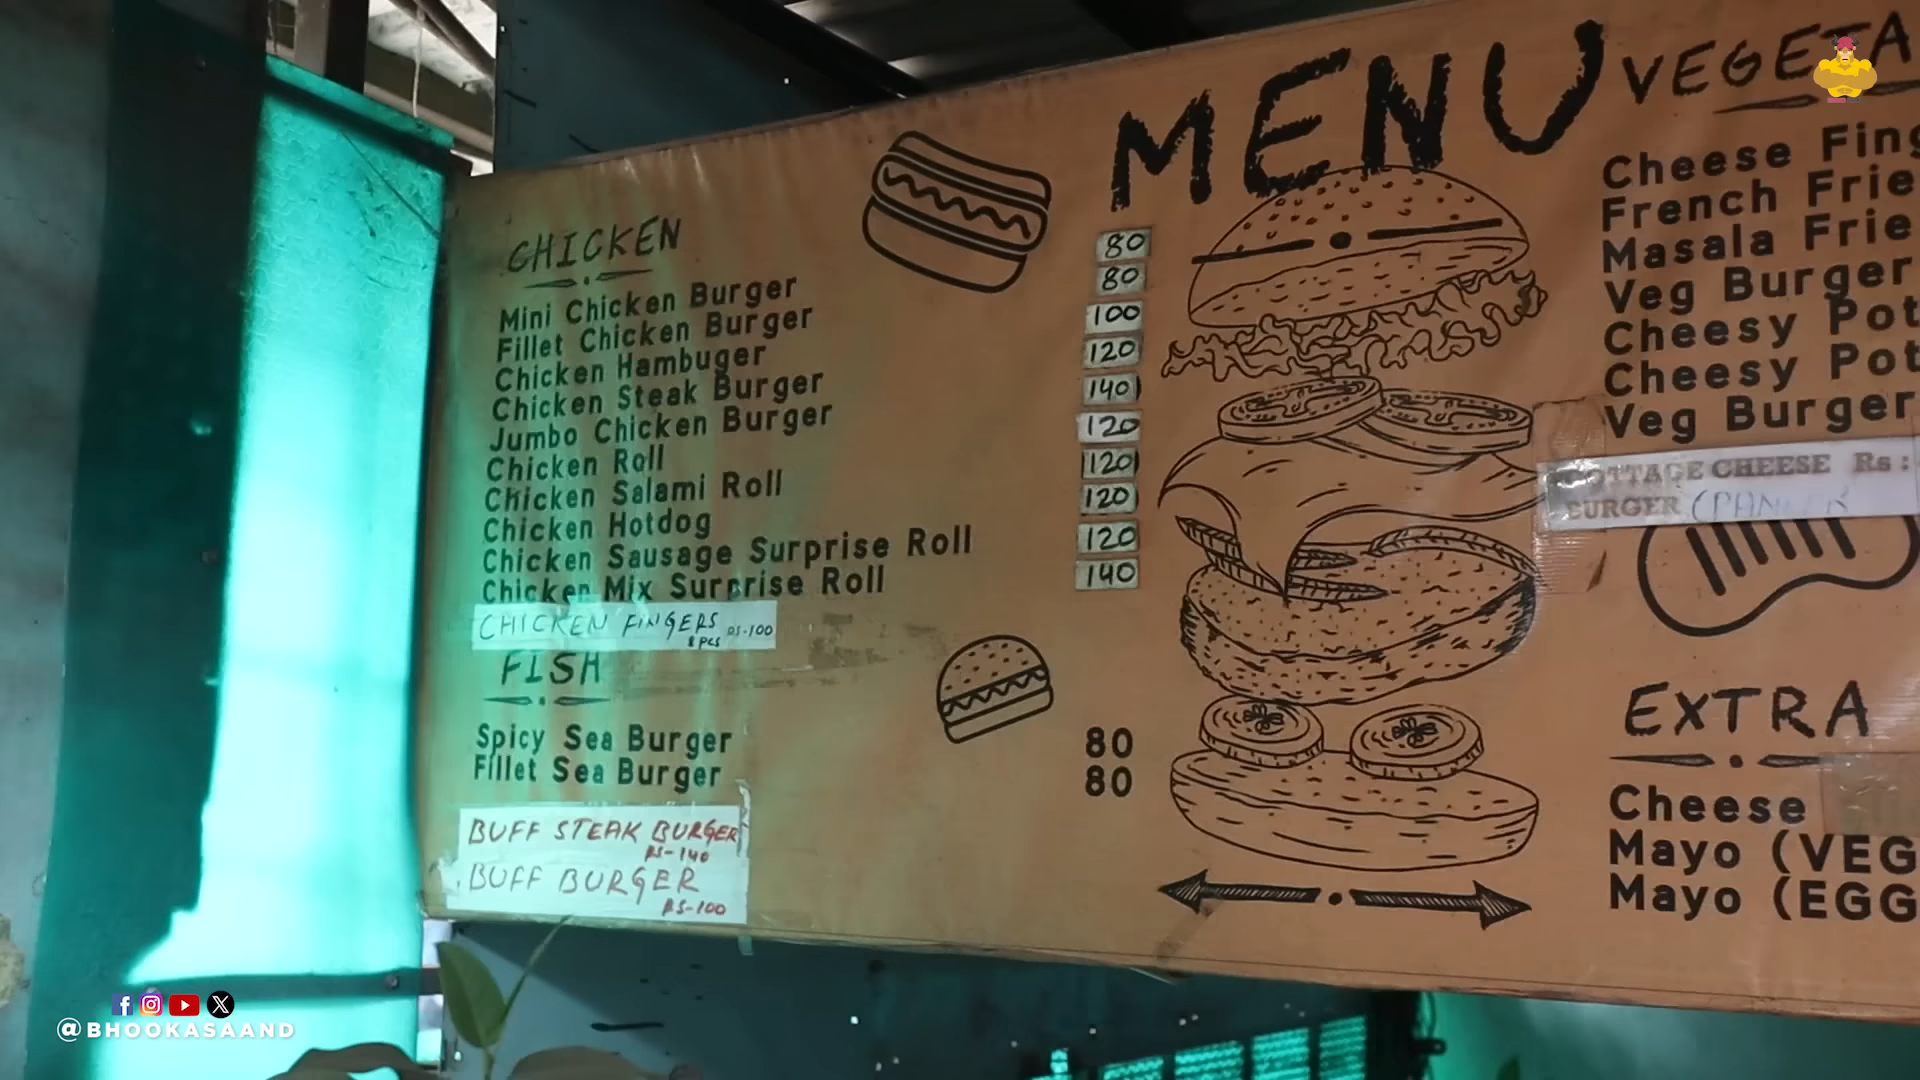 MENU
CHICKEN
Mini Chicken Burger 80
Fillet Chicken Burger 80
Chicken Hambuger 100
Chicken Steak Burger 120
Jumbo Chicken Burger 140
Chicken Roll 120
Chicken Salami Roll 120
Chicken Hotdog 120
Chicken Sausage Surprise Roll 120
Chicken Mix Surprise Roll 140
CHICKEN FINGERS RS-100
8 PCS
FISH
Spicy Sea Burger 80
Fillet Sea Burger 80
BUFF STEAK BURGER
RS-140
BUFF BURGER
RS-100
VEGETA
Cheese Fing
French Frie
Masala Frie
Veg Burger
Cheesy Pot
Cheesy Pot
Veg Burger
COTTAGE CHEESE Rs :
BURGER (PANEER
EXTRA
Cheese
Mayo (VEG
Mayo (EGG
@BHOOKASAAND